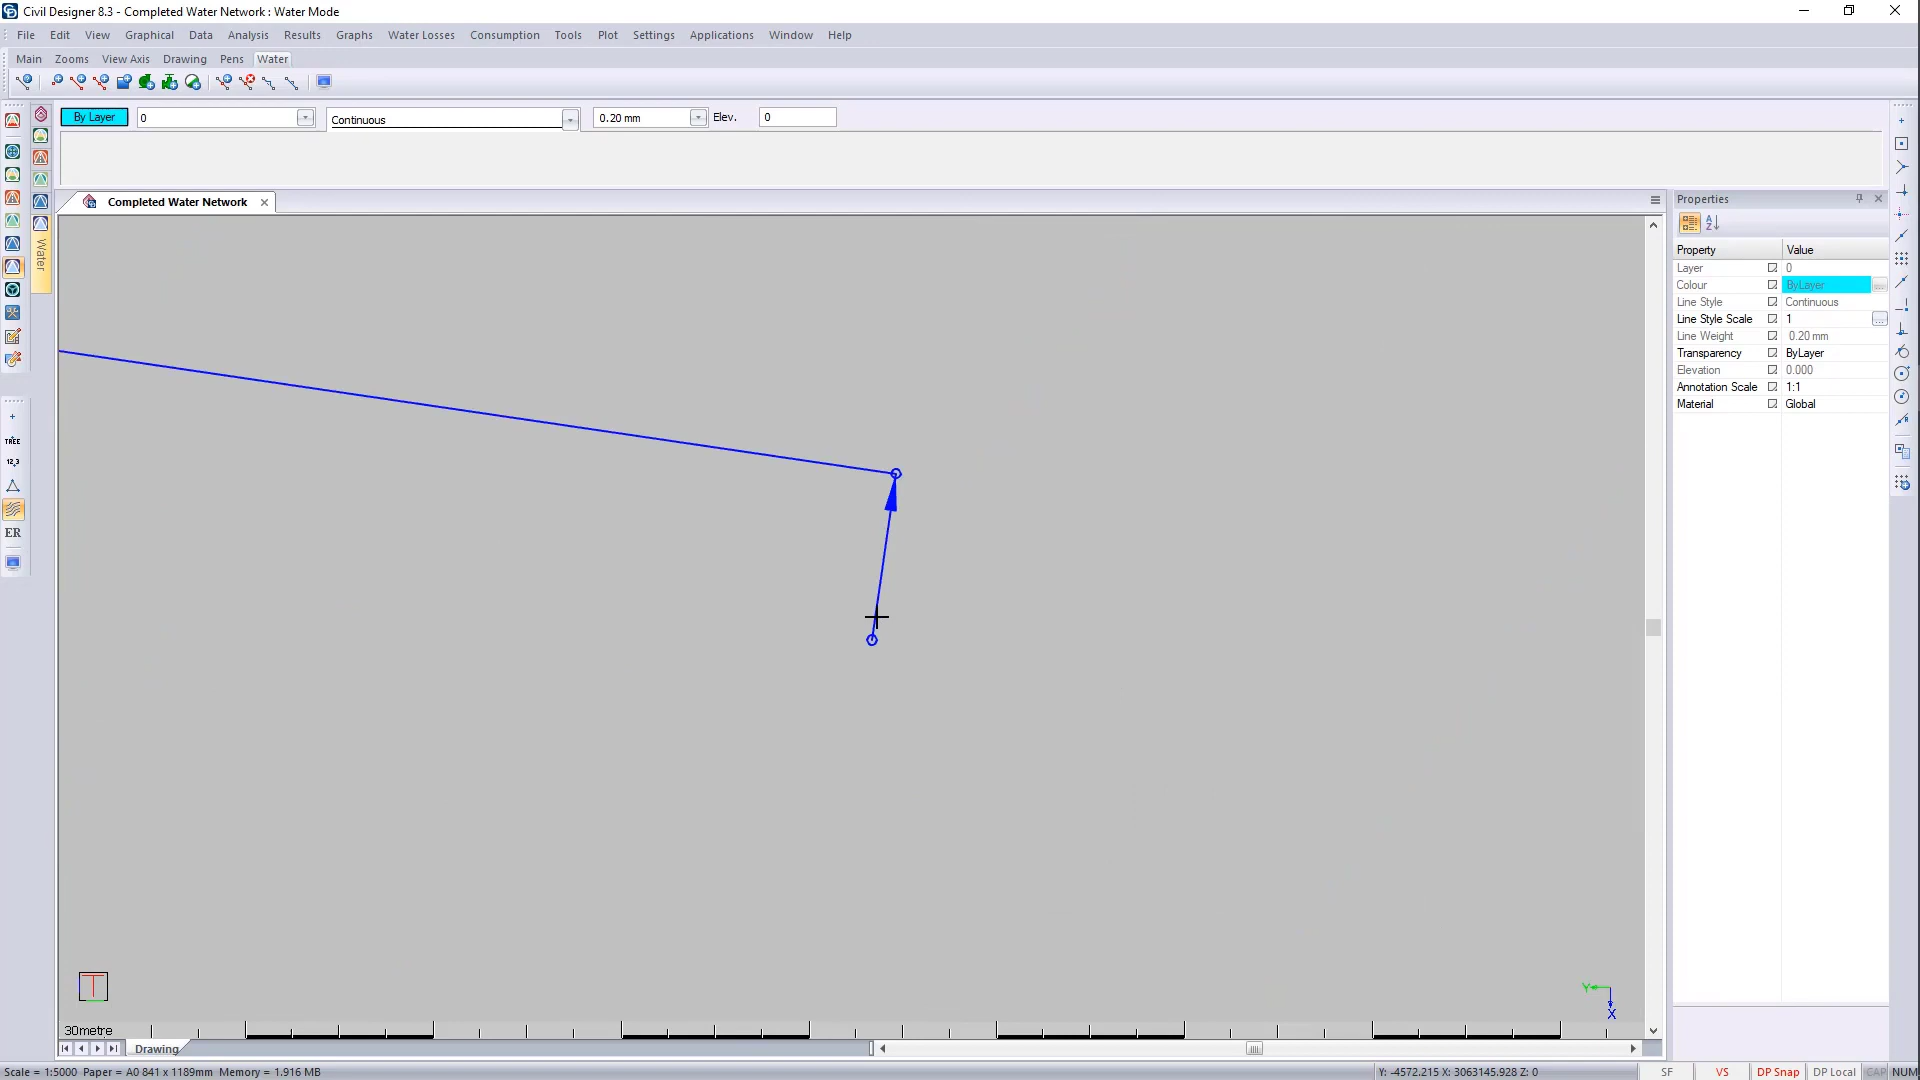 Civil Designer 8.3 - Completed Water Network : Water Mode
File Edit View Graphical Data Analysis Results Graphs Water Losses Consumption Tools Plot Settings Applications Window Help
Main Zooms View Axis Drawing Pens Water
By Layer 0 Continuous 0.20 mm Elev. 0
Completed Water Network
Water
TREE
12.3
ER
Properties
Property Value
Layer 0
Colour ByLayer
Line Style Continuous
Line Style Scale 1
Line Weight 0.20 mm
Transparency ByLayer
Elevation 0.000
Annotation Scale 1:1
Material Global
T
Y
X
30metre
Drawing
Scale = 1:5000 Paper = A0 841 x 1189mm Memory = 1.916 MB Y: -4572.215 X: 3063145.928 Z: 0 SF VS DP Snap DP Local CAP NUM